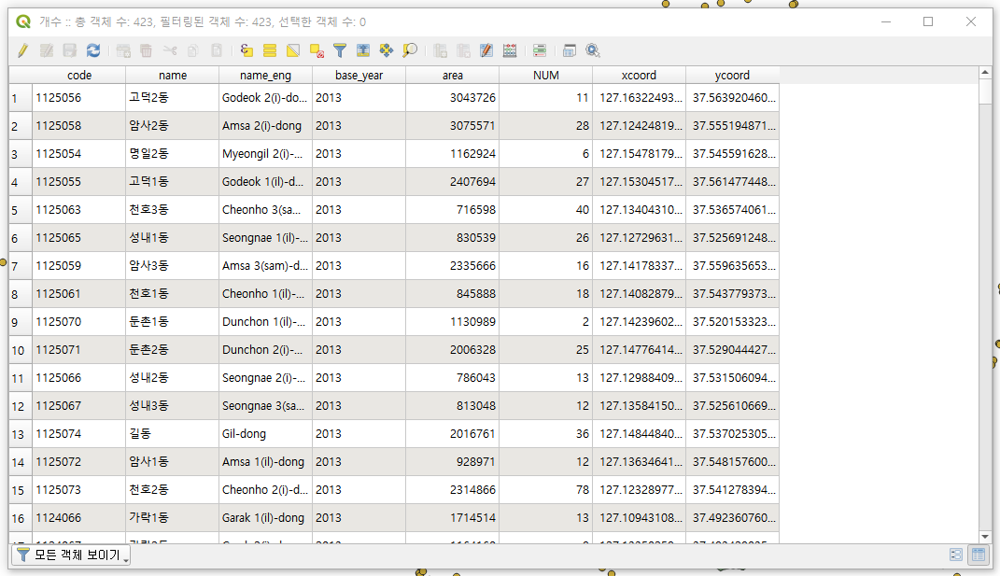 개수 :: 총 객체 수: 423, 필터링된 객체 수: 423, 선택한 객체 수: 0
code name name_eng base_year area NUM xcoord ycoord
1 1125056 고덕2동 Godeok 2(i)-do... 2013 3043726 11 127.16322493... 37.563920460...
2 1125058 암사2동 Amsa 2(i)-dong 2013 3075571 28 127.12424819... 37.555194871...
3 1125054 명일2동 Myeongil 2(i)-... 2013 1162924 6 127.15478179... 37.545591628...
4 1125055 고덕1동 Godeok 1(il)-d... 2013 2407694 27 127.15304517... 37.561477448...
5 1125063 천호3동 Cheonho 3(sa... 2013 716598 40 127.13404310... 37.536574061...
6 1125065 성내1동 Seongnae 1(il)-... 2013 830539 26 127.12729631... 37.525691248...
7 1125059 암사3동 Amsa 3(sam)-d... 2013 2335666 16 127.14178337... 37.559635653...
8 1125061 천호1동 Cheonho 1(il)-... 2013 845888 18 127.14082879... 37.543779373...
9 1125070 둔촌1동 Dunchon 1(il)-... 2013 1130989 2 127.14239602... 37.520153323...
10 1125071 둔촌2동 Dunchon 2(i)-... 2013 2006328 25 127.14776414... 37.529044427...
11 1125066 성내2동 Seongnae 2(i)-... 2013 786043 13 127.12988409... 37.531506094...
12 1125067 성내3동 Seongnae 3(sa... 2013 813048 12 127.13584150... 37.525610669...
13 1125074 길동 Gil-dong 2013 2016761 36 127.14844840... 37.537025305...
14 1125072 암사1동 Amsa 1(il)-dong 2013 928971 12 127.13634641... 37.548157600...
15 1125073 천호2동 Cheonho 2(i)-d... 2013 2314866 78 127.12328977... 37.541278394...
16 1124066 가락1동 Garak 1(il)-dong 2013 1714514 13 127.10943108... 37.492360760...
모든 객체 보이기